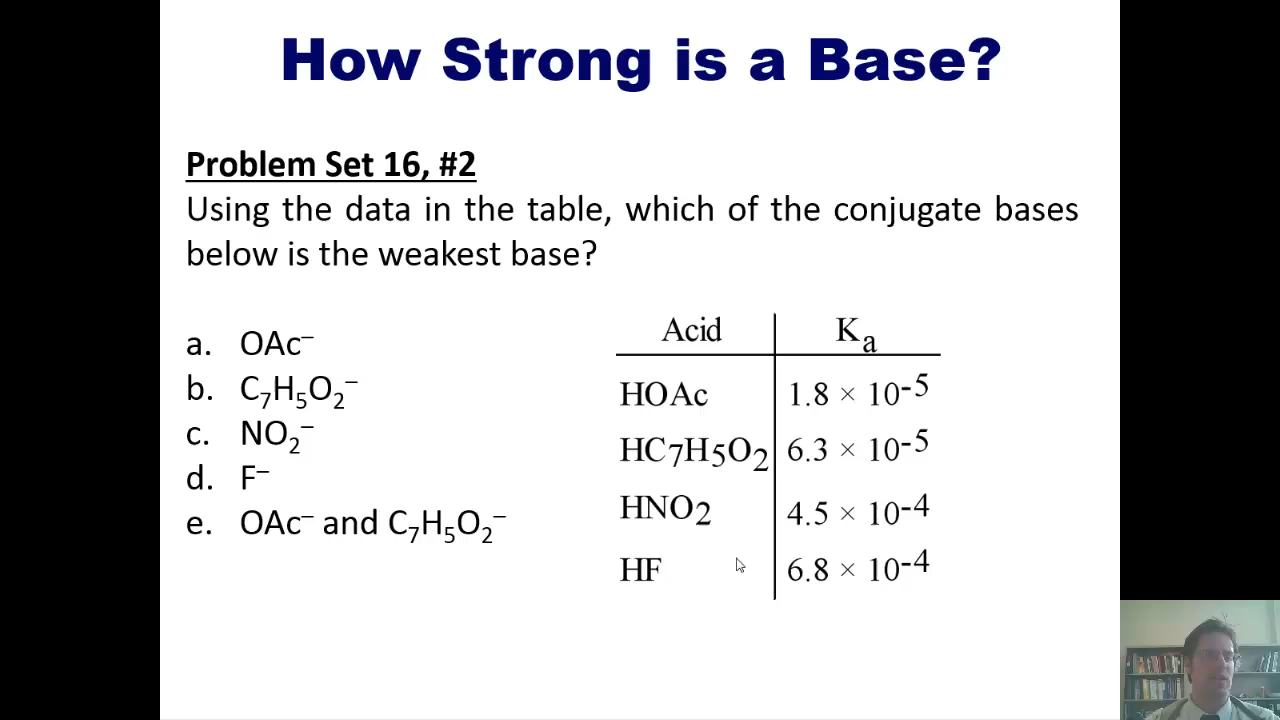 How Strong is a Base?
Problem Set 16, #2
Using the data in the table, which of the conjugate bases
below is the weakest base?
a. OAc⁻
b. C₇H₅O₂⁻
c. NO₂⁻
d. F⁻
e. OAc⁻ and C₇H₅O₂⁻
Acid Kₐ
HOAc 1.8 × 10⁻⁵
HC₇H₅O₂ 6.3 × 10⁻⁵
HNO₂ 4.5 × 10⁻⁴
HF 6.8 × 10⁻⁴